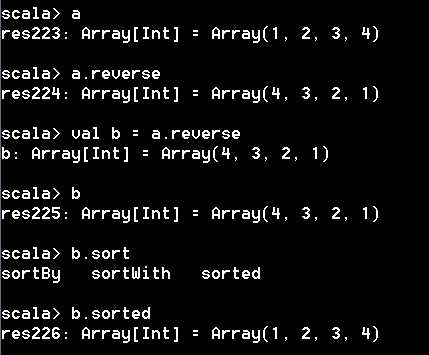 scala> a
res223: Array[Int] = Array(1, 2, 3, 4)
scala> a.reverse
res224: Array[Int] = Array(4, 3, 2, 1)
scala> val b = a.reverse
b: Array[Int] = Array(4, 3, 2, 1)
scala> b
res225: Array[Int] = Array(4, 3, 2, 1)
scala> b.sort
sortBy   sortWith   sorted
scala> b.sorted
res226: Array[Int] = Array(1, 2, 3, 4)